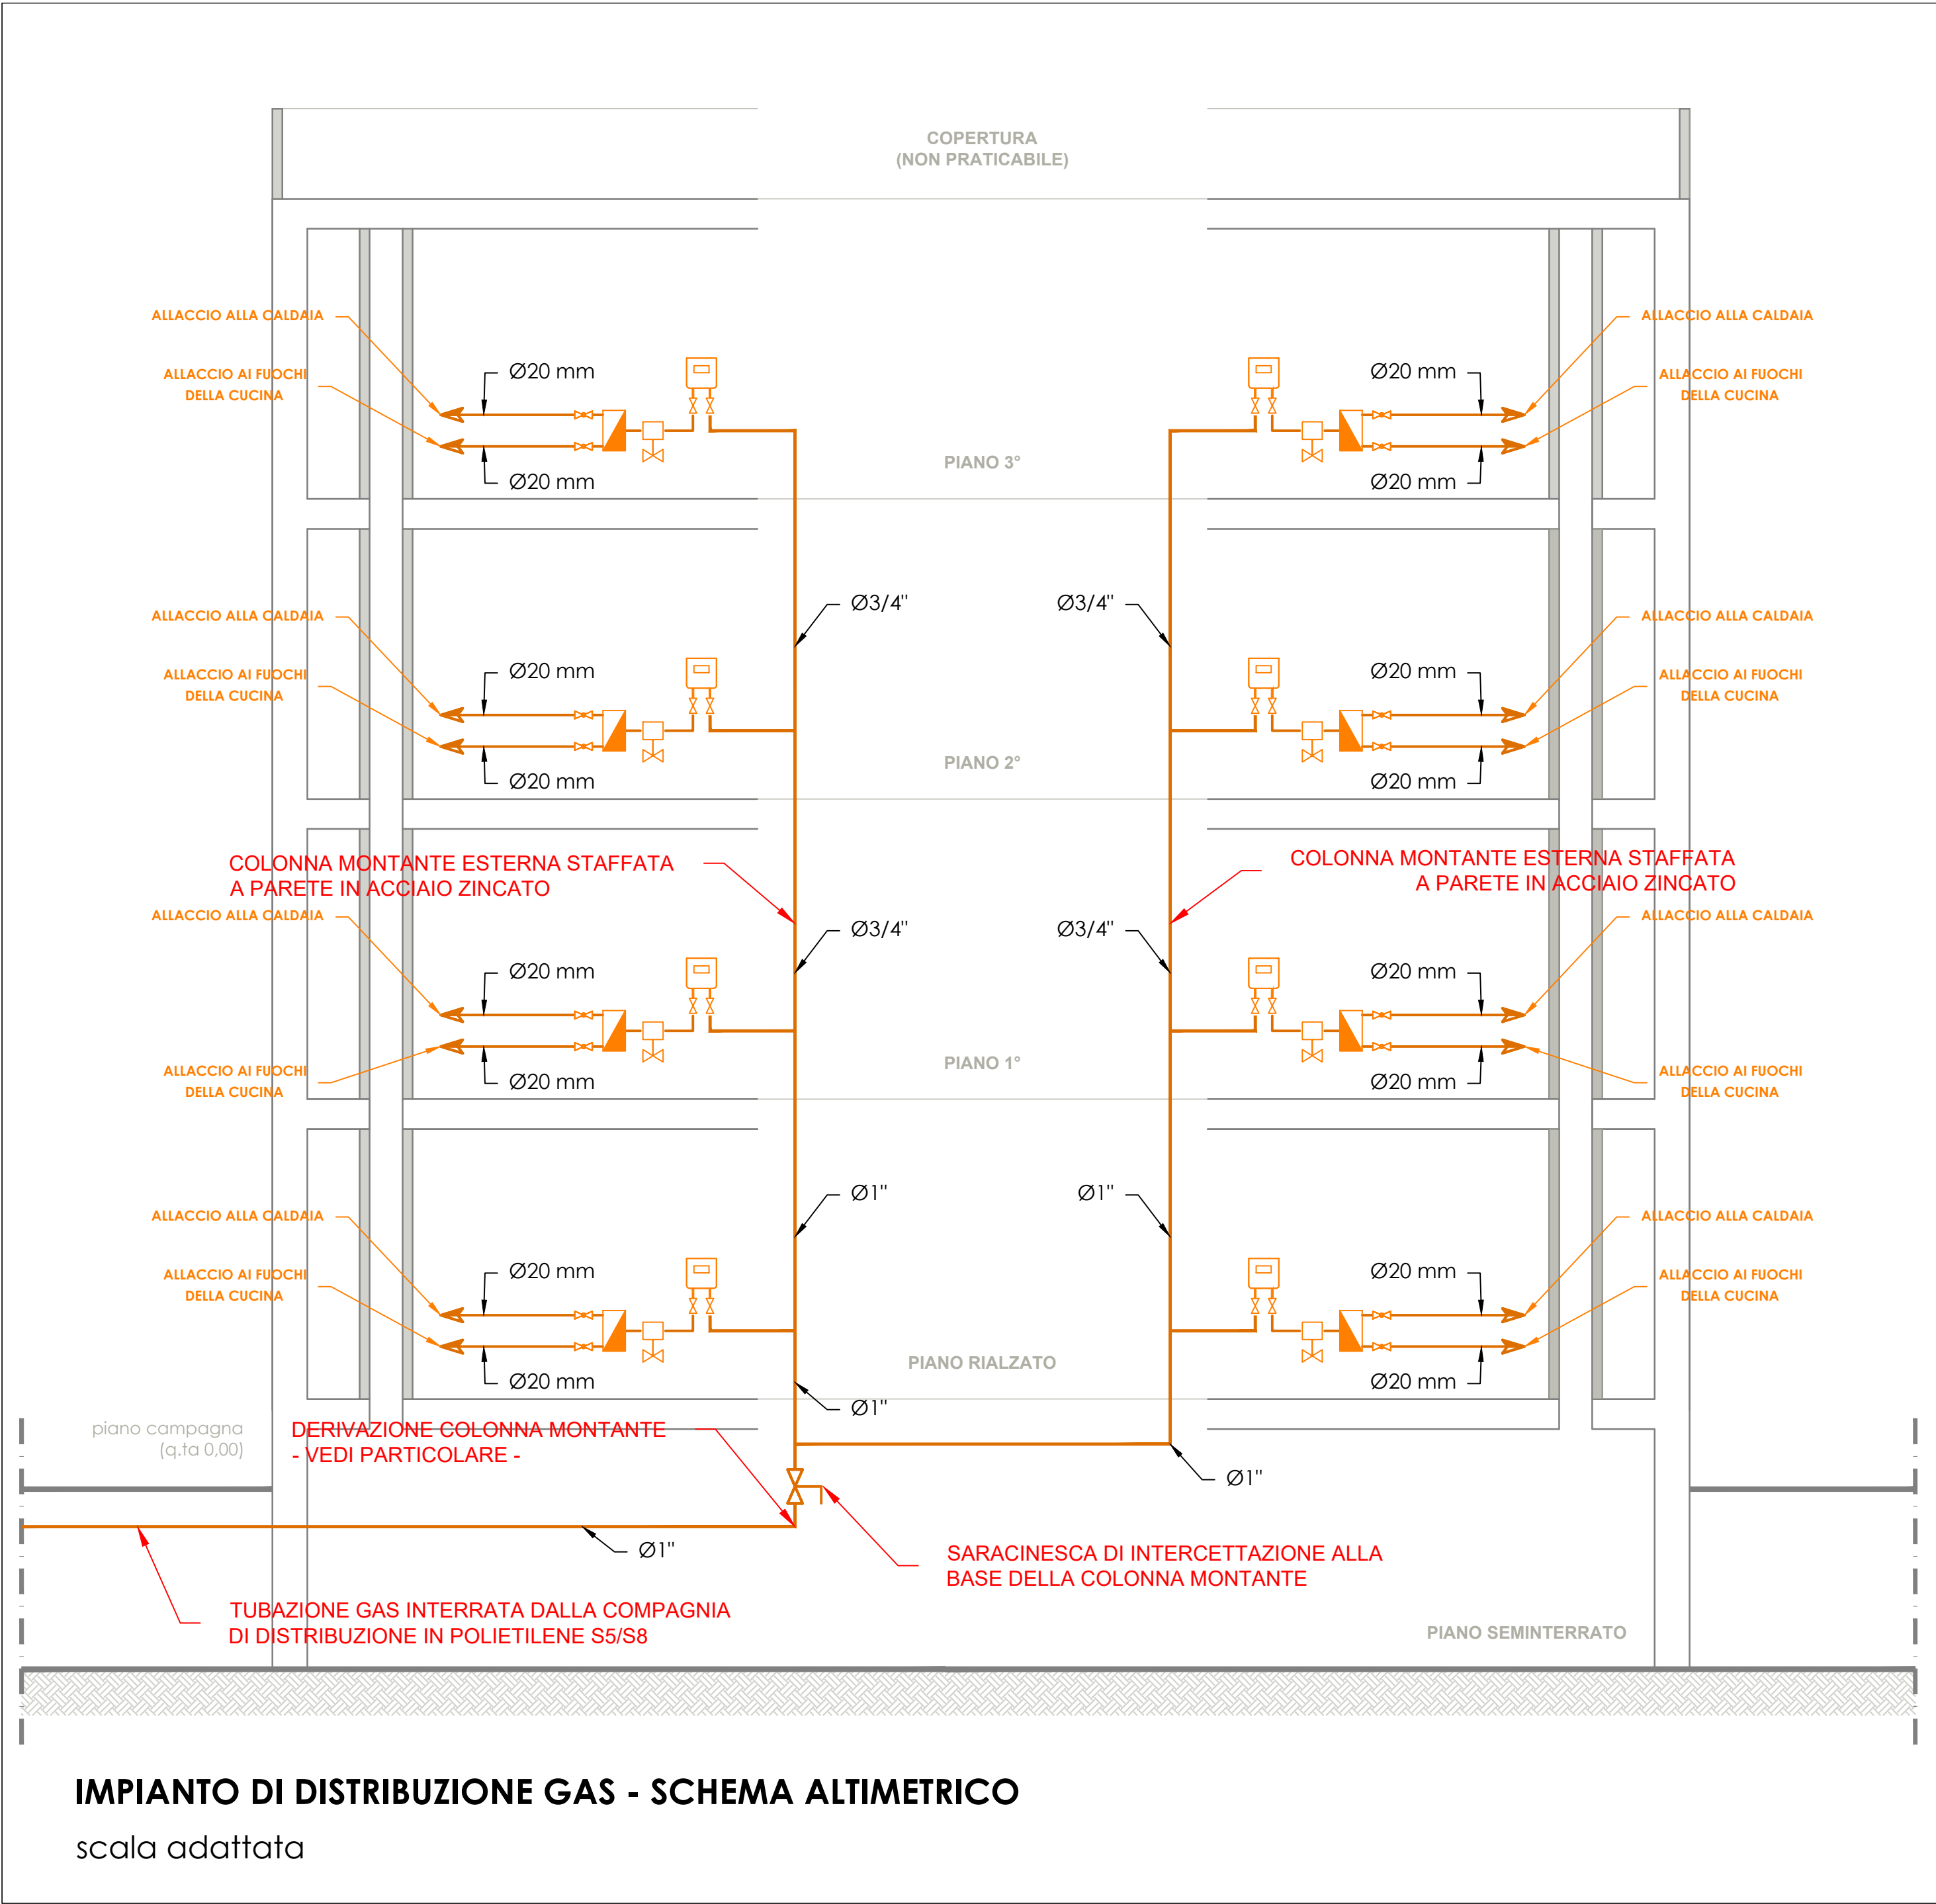 COPERTURA
(NON PRATICABILE)
ALLACCIO ALLA CALDAIA
ALLACCIO ALLA CALDAIA
Ø20 mm
Ø20 mm
ALLACCIO AI FUOCHI
DELLA CUCINA
ALLACCIO AI FUOCHI
DELLA CUCINA
PIANO 3°
Ø20 mm
Ø20 mm
Ø3/4"
Ø3/4"
ALLACCIO ALLA CALDAIA
ALLACCIO ALLA CALDAIA
Ø20 mm
Ø20 mm
ALLACCIO AI FUOCHI
DELLA CUCINA
ALLACCIO AI FUOCHI
DELLA CUCINA
PIANO 2°
Ø20 mm
Ø20 mm
COLONNA MONTANTE ESTERNA STAFFATA
A PARETE IN ACCIAIO ZINCATO
COLONNA MONTANTE ESTERNA STAFFATA
A PARETE IN ACCIAIO ZINCATO
ALLACCIO ALLA CALDAIA
ALLACCIO ALLA CALDAIA
Ø3/4"
Ø3/4"
Ø20 mm
Ø20 mm
PIANO 1°
ALLACCIO AI FUOCHI
DELLA CUCINA
Ø20 mm
Ø20 mm
ALLACCIO AI FUOCHI
DELLA CUCINA
Ø1"
Ø1"
ALLACCIO ALLA CALDAIA
ALLACCIO ALLA CALDAIA
Ø20 mm
Ø20 mm
ALLACCIO AI FUOCHI
DELLA CUCINA
ALLACCIO AI FUOCHI
DELLA CUCINA
PIANO RIALZATO
Ø20 mm
Ø20 mm
Ø1"
piano campagna
(q.ta 0,00)
DERIVAZIONE COLONNA MONTANTE
- VEDI PARTICOLARE -
Ø1"
Ø1"
SARACINESCA DI INTERCETTAZIONE ALLA
BASE DELLA COLONNA MONTANTE
TUBAZIONE GAS INTERRATA DALLA COMPAGNIA
DI DISTRIBUZIONE IN POLIETILENE S5/S8
PIANO SEMINTERRATO
IMPIANTO DI DISTRIBUZIONE GAS - SCHEMA ALTIMETRICO
scala adattata